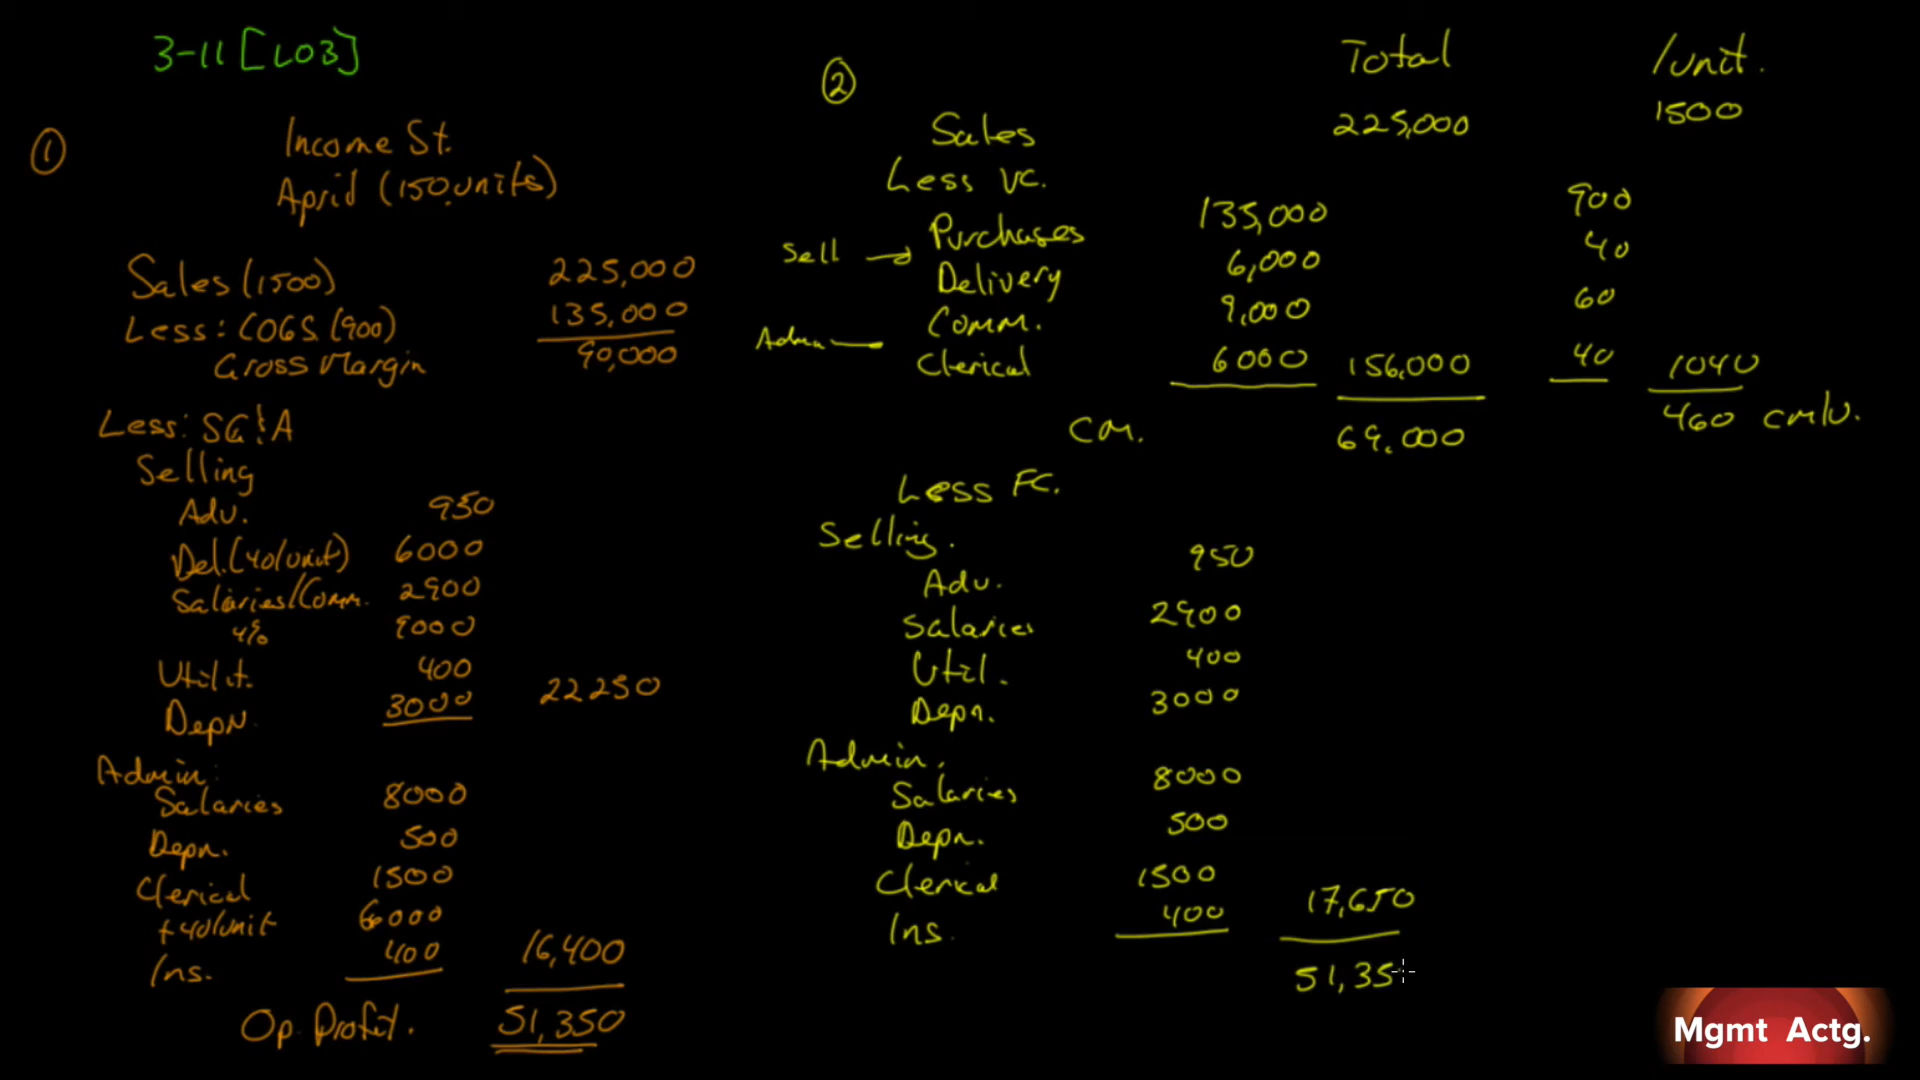 3-11 [LO3]
①
Income St.
April (150 units)
Sales (1500) 225,000
Less: COGS (900) 135,000
Gross Margin 90,000
Less: SG&A
Selling
Adv. 950
Del. (40/unit) 6000
Salaries/Comm. 2900
4% 9000
Utilit. 400
Depn. 3000 22250
Admin:
Salaries 8000
Depn. 500
Clerical 1500
+40/unit 6000
Ins. 400 16,400
Op. Profit. 51,350
②
Total /unit.
Sales 225,000 1500
Less VC.
Purchases 135,000 900
Sell → Delivery 6,000 40
Comm. 9,000 60
Admin Clerical 6000 156,000 40 1040
CM. 69,000 460 cm/u.
Less FC.
Selling.
Adv. 950
Salaries 2900
Util. 400
Depn. 3000
Admin.
Salaries 8000
Depn. 500
Clerical 1500
Ins. 400 17,650
51,35
Mgmt Actg.